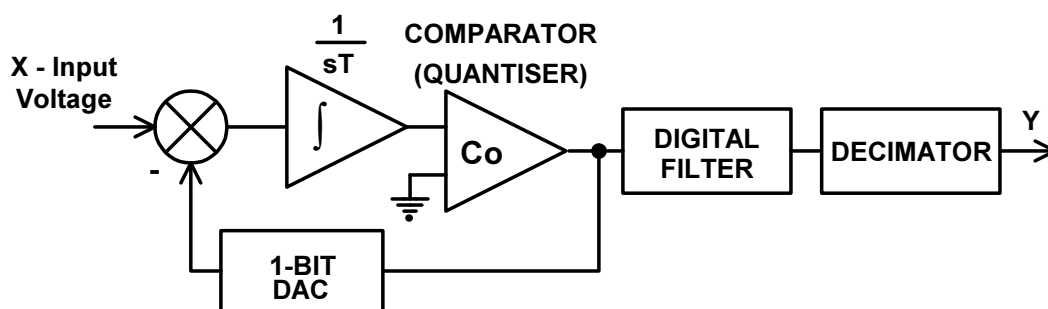 X - Input
Voltage
-
1
sT
∫
COMPARATOR
(QUANTISER)
Co
DIGITAL
FILTER
DECIMATOR
Y
1-BIT
DAC